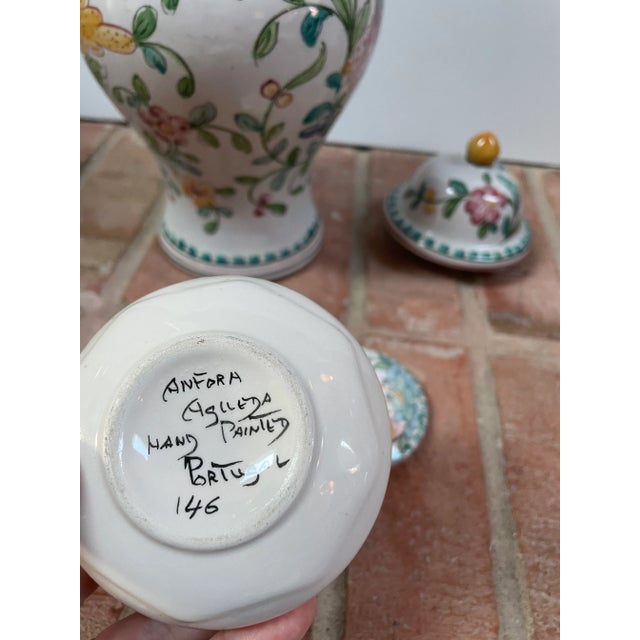 ANFORA
AGUEDA
HAND PAINTED
PORTUGAL
146